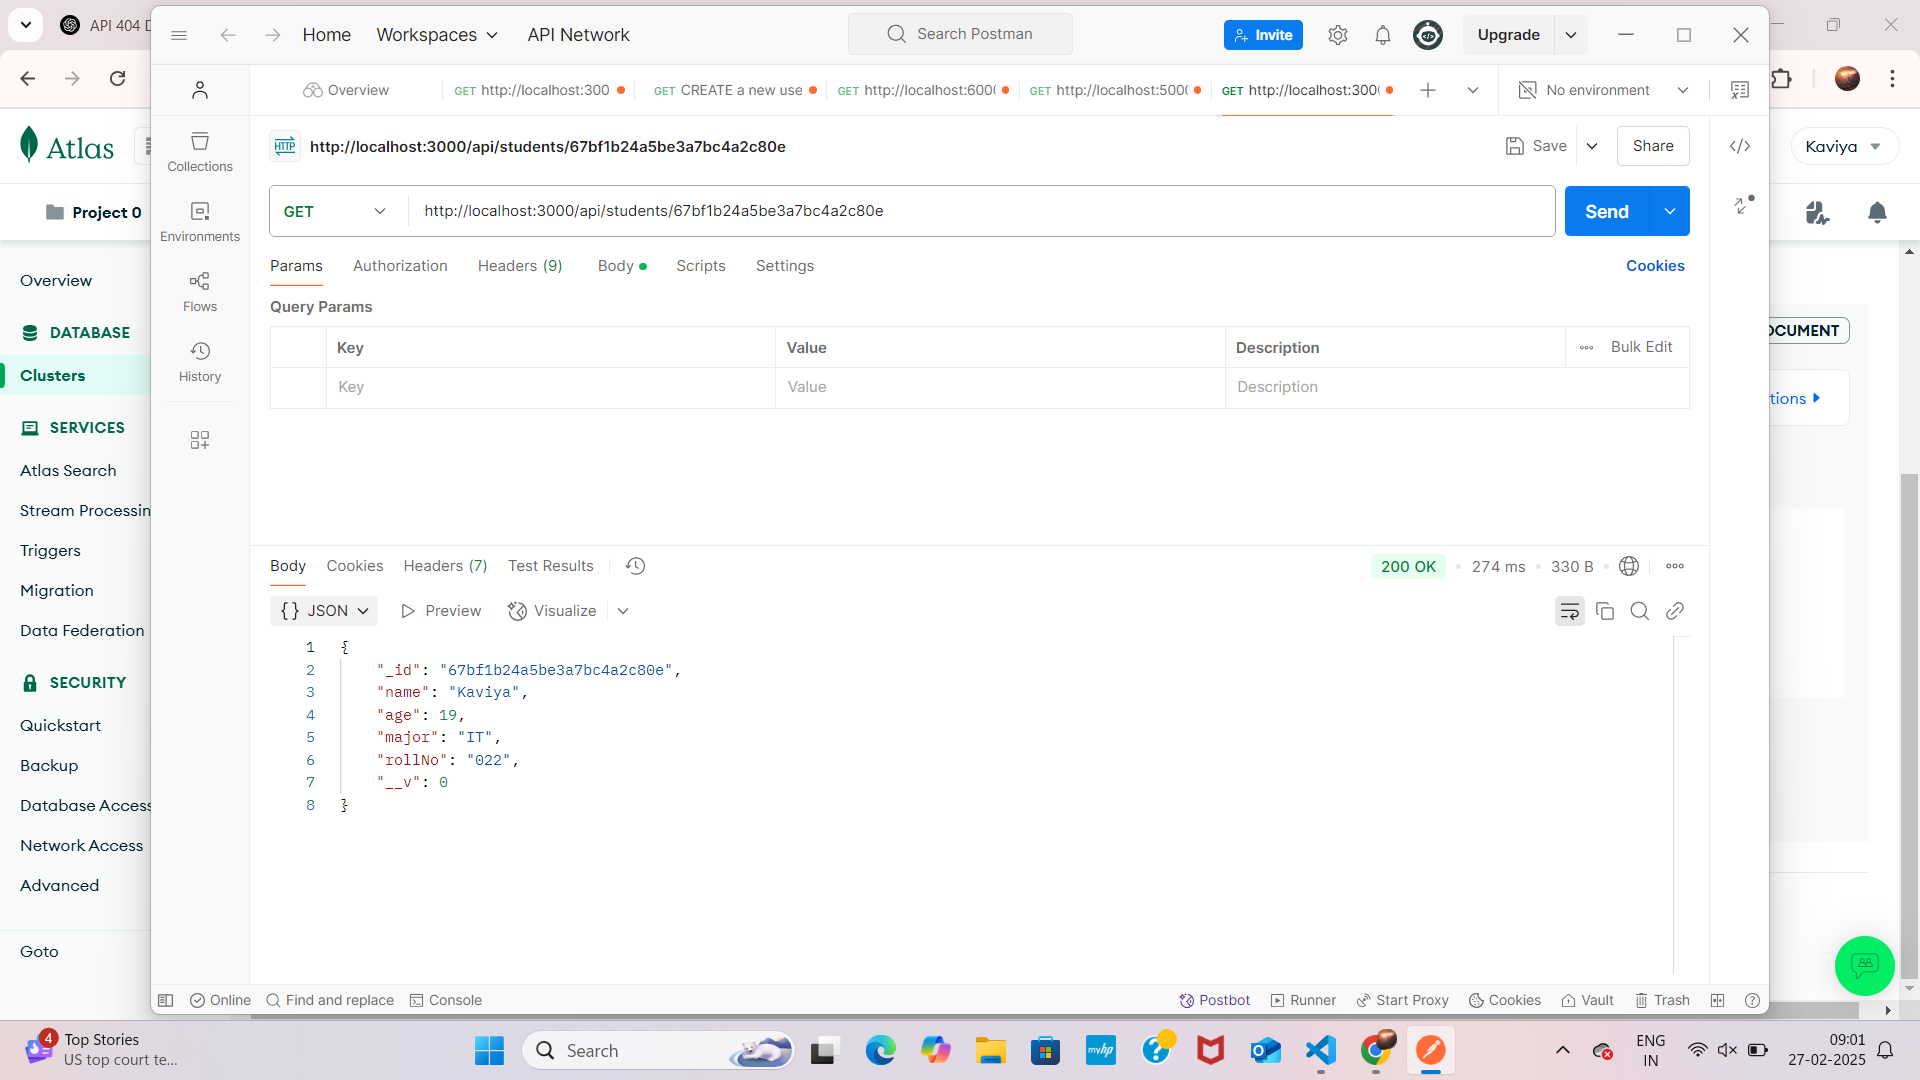 API 404 D
Home
Workspaces
API Network
Search Postman
Invite
Upgrade
Overview
GET http://localhost:300
GET CREATE a new use
GET http://localhost:600
GET http://localhost:500
GET http://localhost:300
No environment
Atlas
Kaviya
Project 0
Overview
DATABASE
Clusters
SERVICES
Atlas Search
Stream Processin
Triggers
Migration
Data Federation
SECURITY
Quickstart
Backup
Database Access
Network Access
Advanced
Goto
OCUMENT
tions
Collections
Environments
Flows
History
HTTP
http://localhost:3000/api/students/67bf1b24a5be3a7bc4a2c80e
Save
Share
GET
http://localhost:3000/api/students/67bf1b24a5be3a7bc4a2c80e
Send
Params
Authorization
Headers (9)
Body
Scripts
Settings
Cookies
Query Params
Key
Value
Description
Bulk Edit
Key
Value
Description
Body
Cookies
Headers (7)
Test Results
200 OK
274 ms
330 B
{} JSON
Preview
Visualize
1 {
2 "_id": "67bf1b24a5be3a7bc4a2c80e",
3 "name": "Kaviya",
4 "age": 19,
5 "major": "IT",
6 "rollNo": "022",
7 "__v": 0
8 }
Online
Find and replace
Console
Postbot
Runner
Start Proxy
Cookies
Vault
Trash
4
Top Stories
US top court te...
Search
myhp
ENG
IN
09:01
27-02-2025